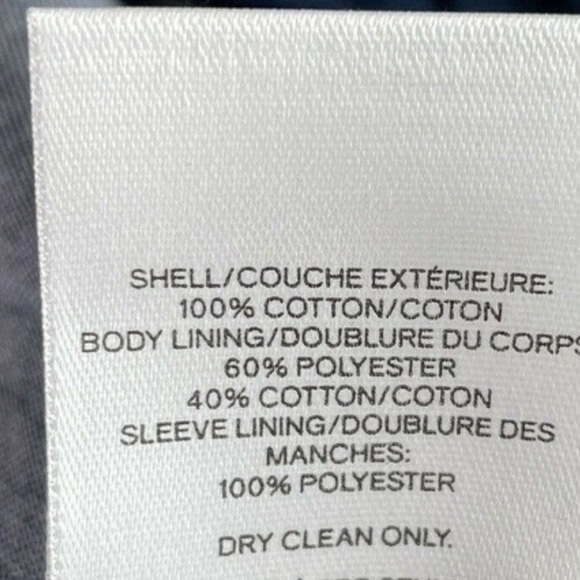 SHELL/COUCHE EXTÉRIEURE:
100% COTTON/COTON
BODY LINING/DOUBLURE DU CORPS
60% POLYESTER
40% COTTON/COTON
SLEEVE LINING/DOUBLURE DES
MANCHES:
100% POLYESTER
DRY CLEAN ONLY.